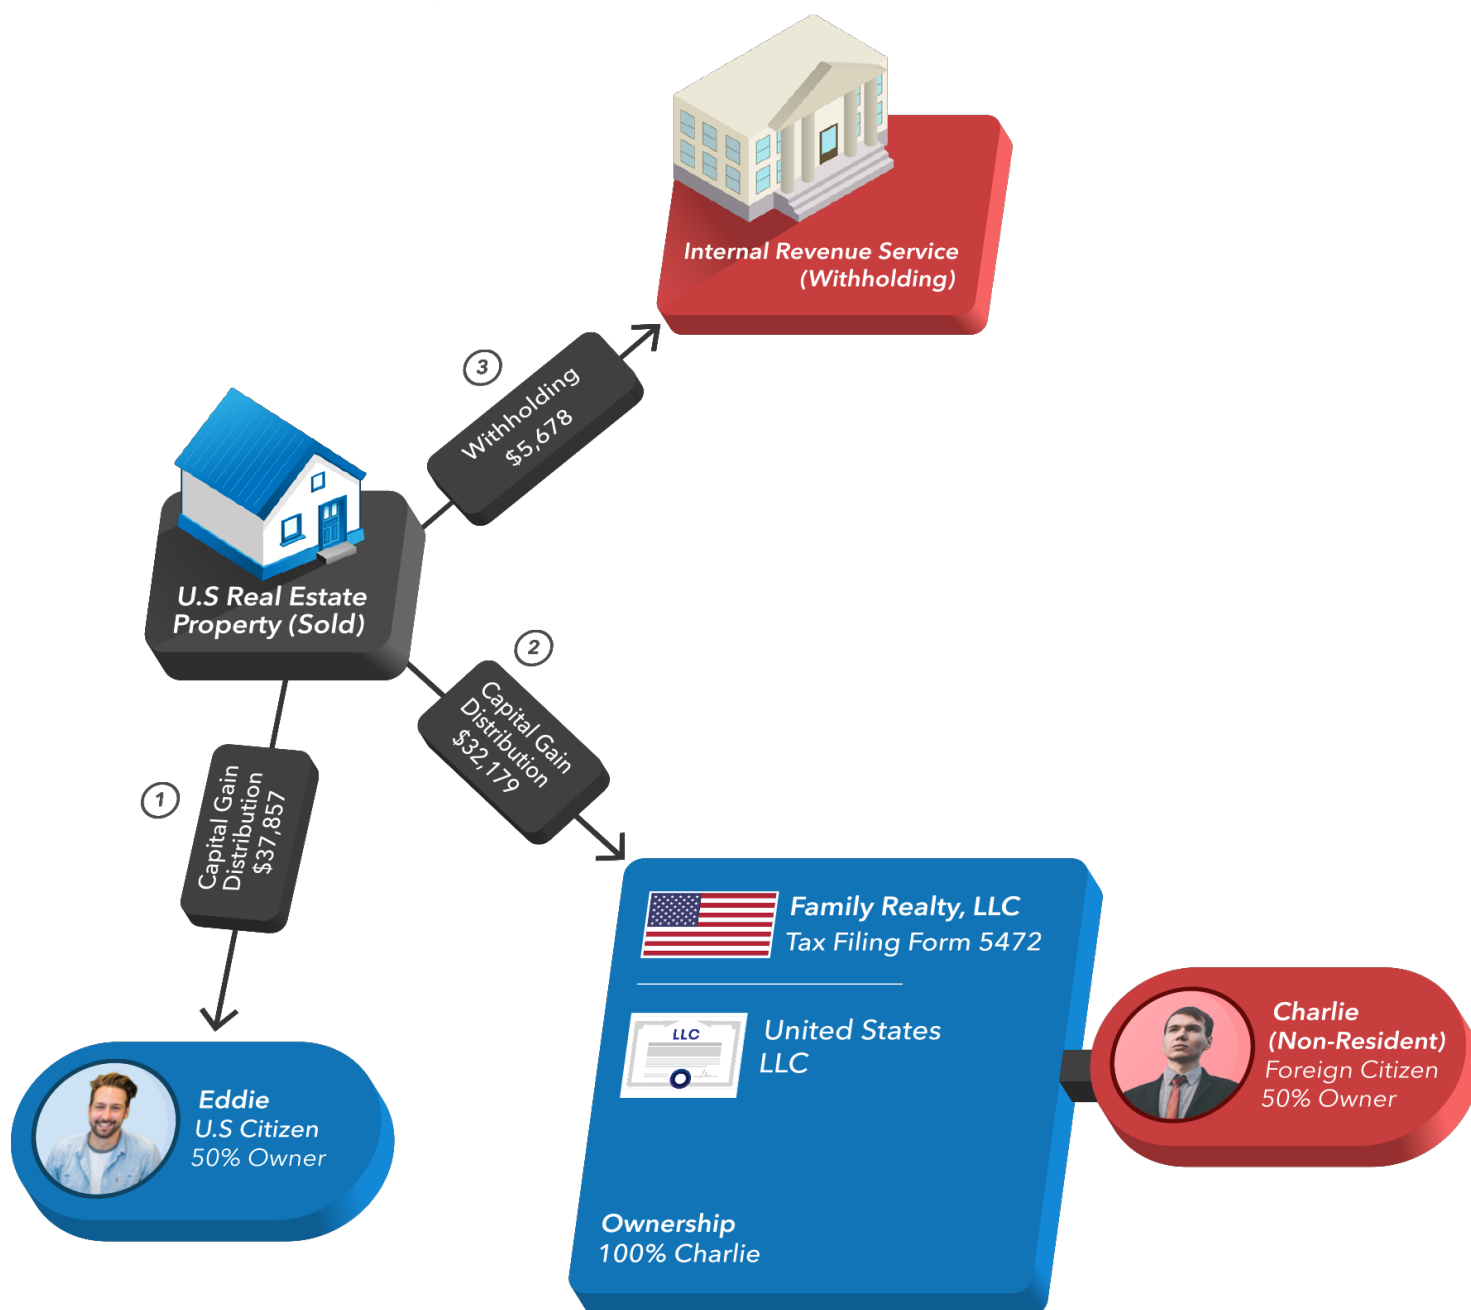 Internal Revenue Service
(Withholding)
3
Withholding
$5,678
U.S Real Estate
Property (Sold)
2
Capital Gain
Distribution
$32,179
1
Capital Gain
Distribution
$37,857
Family Realty, LLC
Tax Filing Form 5472
LLC
United States
LLC
Charlie
(Non-Resident)
Foreign Citizen
50% Owner
Eddie
U.S Citizen
50% Owner
Ownership
100% Charlie